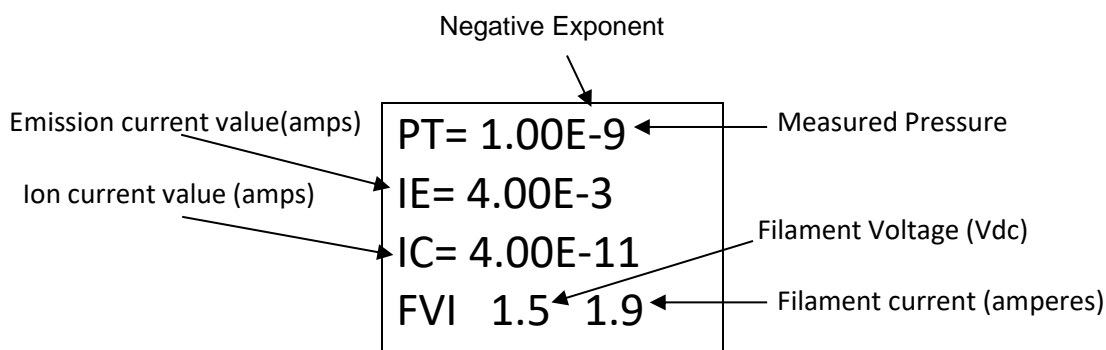 Negative Exponent
Emission current value(amps)
PT= 1.00E-9
Measured Pressure
IE= 4.00E-3
Ion current value (amps)
Filament Voltage (Vdc)
IC= 4.00E-11
FVI 1.5 1.9
Filament current (amperes)